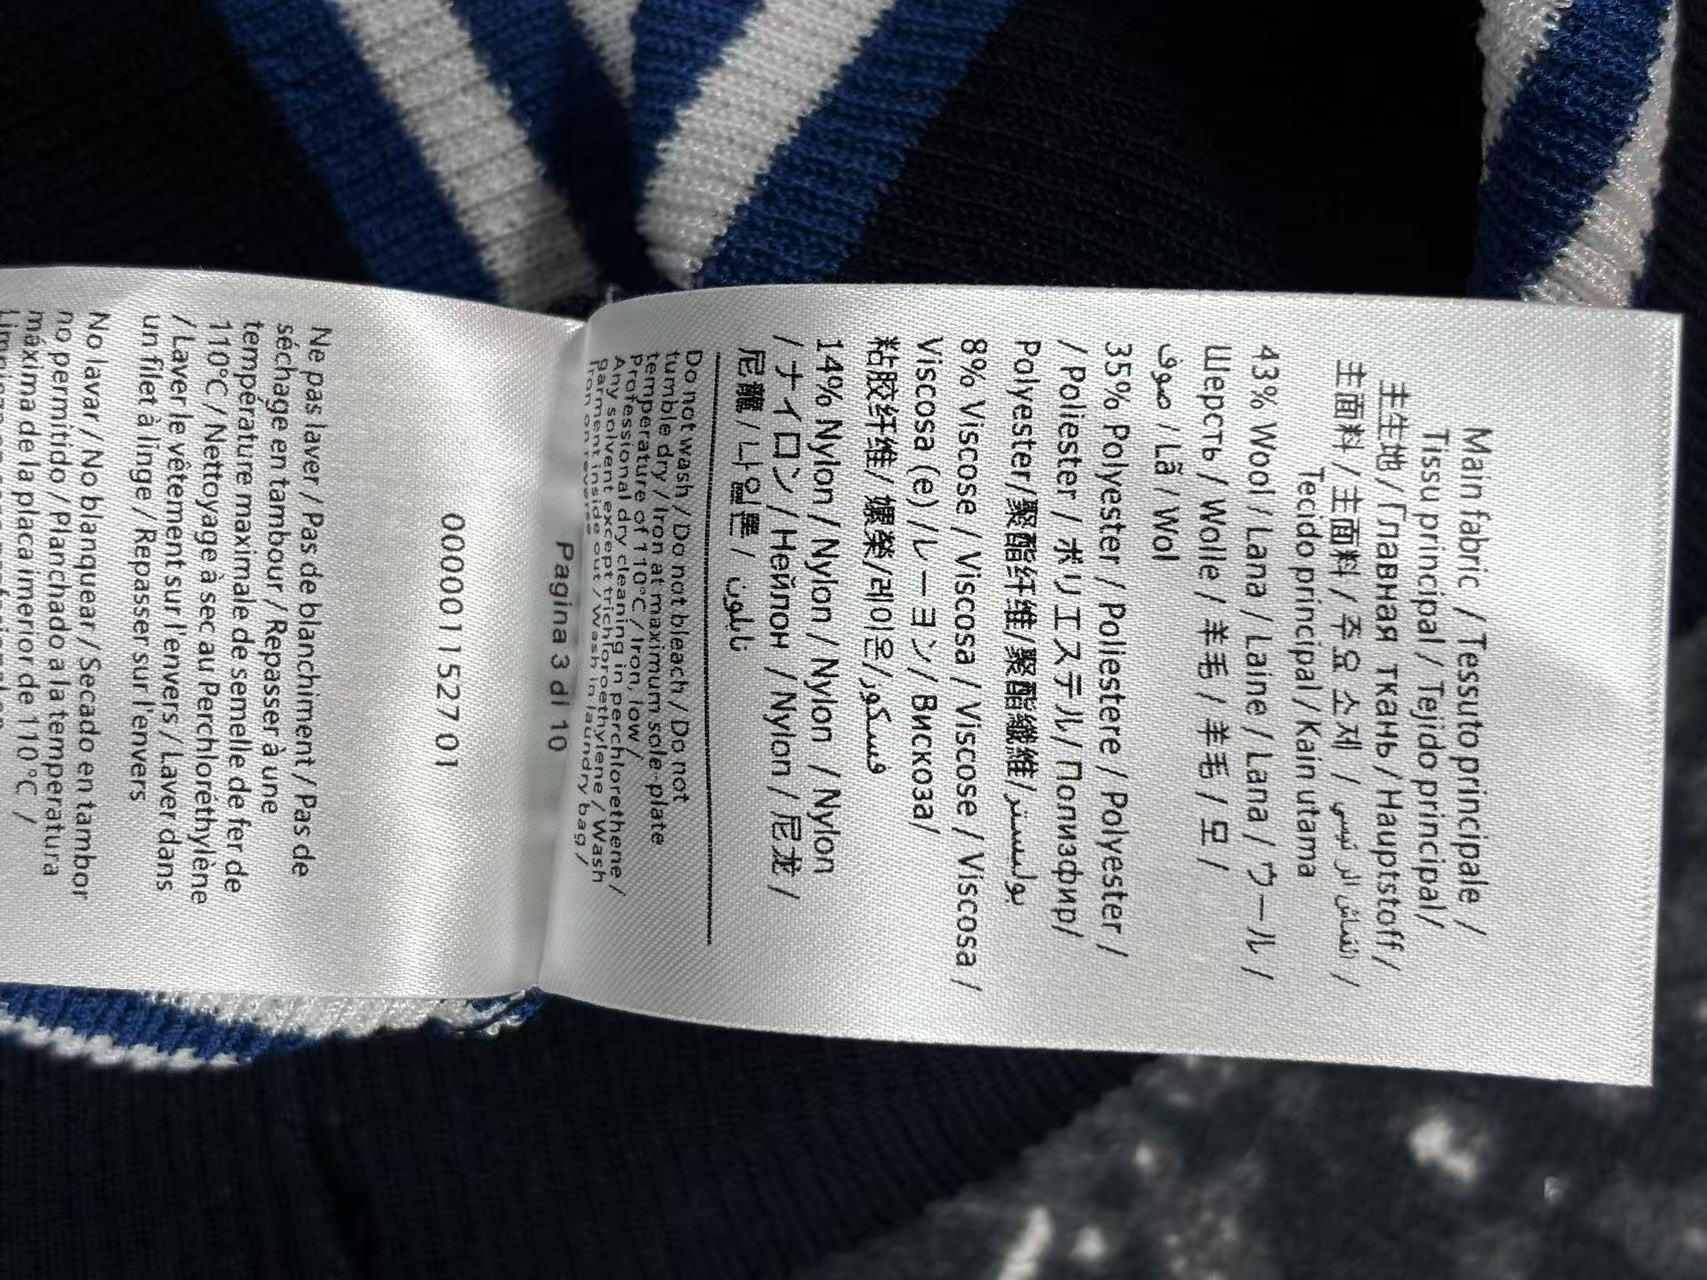 Main fabric / Tessuto principale /
Tissu principal / Tejido principal/
主生地 / Главная ткань / Hauptstoff/
主面料 / 主面料 / 주요 소재 /
Tecido principal / Kain utama
43% Wool / Lana / Laine / Lana / ウール /
Шерсть / Wolle / 羊毛 / 羊毛 / 모 /
صوف / Lã / Wol
35% Polyester / Poliestere / Polyester /
/ Poliester / ポリエステル/ Полизфир/
Polyester/聚酯纤维/聚酯纖維/بوليستر
8% Viscose / Viscosa / Viscose / Viscosa /
Viscosa (e) /レーヨン/ Вискоза/
粘胶纤维/ 嫘縈/레이온/فسكوز
14% Nylon / Nylon / Nylon / Nylon
/ ナイロン / Нейлон / Nylon / 尼龙 /
尼龍 / 나일론 / نايلون
Do not wash / Do not bleach / Do not
tumble dry / Iron at maximum sole-plate
temperature of 110°C / Iron, low /
Professional dry cleaning in perchlorethene /
Any solvent except trichloroethylene / Wash
garment inside out / Wash in laundry bag /
Iron on reverse
Pagina 3 di 10
000001152701
Ne pas laver / Pas de blanchiment / Pas de
séchage en tambour / Repasser à une
température maximale de semelle de fer de
110°C / Nettoyage à sec au Perchloréthylène
/ Laver le vêtement sur l'envers / Laver dans
un filet à linge / Repasser sur l'envers
No lavar / No blanquear / Secado en tambor
no permitido / Planchado a la temperatura
máxima de la placa imerior de 110°C /